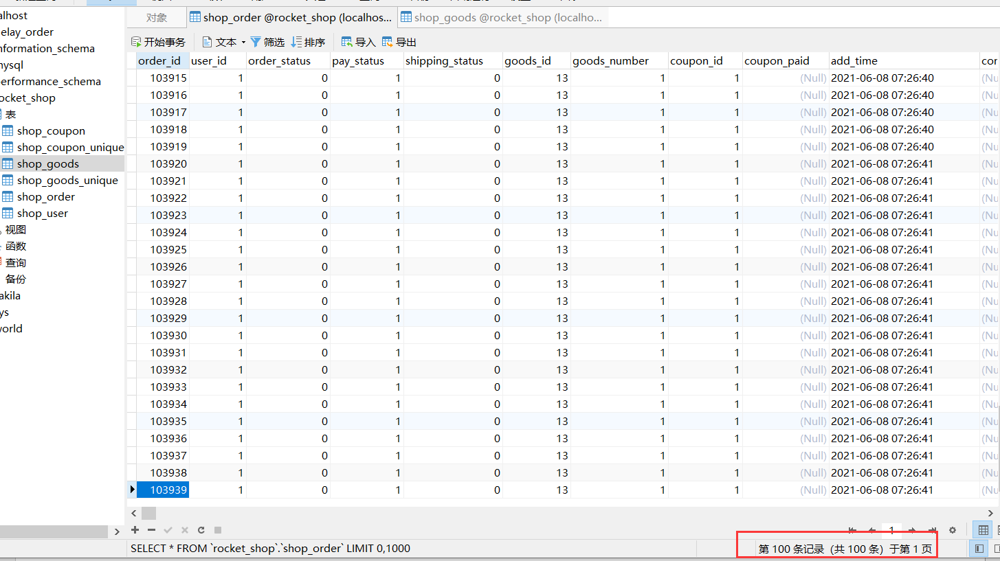 对象 shop_order @rocket_shop (localhos... shop_goods @rocket_shop (localho...
开始事务 文本 筛选 排序 导入 导出
alhost
elay_order
nformation_schema
nysql
erformance_schema
ocket_shop
表
shop_coupon
shop_coupon_unique
shop_goods
shop_goods_unique
shop_order
shop_user
视图
函数
查询
备份
akila
ys
vorld
order_id user_id order_status pay_status shipping_status goods_id goods_number coupon_id coupon_paid add_time cor
103915 1 0 1 0 13 1 1 (Null) 2021-06-08 07:26:40 (Nu
103916 1 0 1 0 13 1 1 (Null) 2021-06-08 07:26:40 (Nu
103917 1 0 1 0 13 1 1 (Null) 2021-06-08 07:26:40 (Nu
103918 1 0 1 0 13 1 1 (Null) 2021-06-08 07:26:40 (Nu
103919 1 0 1 0 13 1 1 (Null) 2021-06-08 07:26:40 (Nu
103920 1 0 1 0 13 1 1 (Null) 2021-06-08 07:26:41 (Nu
103921 1 0 1 0 13 1 1 (Null) 2021-06-08 07:26:41 (Nu
103922 1 0 1 0 13 1 1 (Null) 2021-06-08 07:26:41 (Nu
103923 1 0 1 0 13 1 1 (Null) 2021-06-08 07:26:41 (Nu
103924 1 0 1 0 13 1 1 (Null) 2021-06-08 07:26:41 (Nu
103925 1 0 1 0 13 1 1 (Null) 2021-06-08 07:26:41 (Nu
103926 1 0 1 0 13 1 1 (Null) 2021-06-08 07:26:41 (Nu
103927 1 0 1 0 13 1 1 (Null) 2021-06-08 07:26:41 (Nu
103928 1 0 1 0 13 1 1 (Null) 2021-06-08 07:26:41 (Nu
103929 1 0 1 0 13 1 1 (Null) 2021-06-08 07:26:41 (Nu
103930 1 0 1 0 13 1 1 (Null) 2021-06-08 07:26:41 (Nu
103931 1 0 1 0 13 1 1 (Null) 2021-06-08 07:26:41 (Nu
103932 1 0 1 0 13 1 1 (Null) 2021-06-08 07:26:41 (Nu
103933 1 0 1 0 13 1 1 (Null) 2021-06-08 07:26:41 (Nu
103934 1 0 1 0 13 1 1 (Null) 2021-06-08 07:26:41 (Nu
103935 1 0 1 0 13 1 1 (Null) 2021-06-08 07:26:41 (Nu
103936 1 0 1 0 13 1 1 (Null) 2021-06-08 07:26:41 (Nu
103937 1 0 1 0 13 1 1 (Null) 2021-06-08 07:26:41 (Nu
103938 1 0 1 0 13 1 1 (Null) 2021-06-08 07:26:41 (Nu
103939 1 0 1 0 13 1 1 (Null) 2021-06-08 07:26:41 (Nu
1
SELECT * FROM `rocket_shop`.`shop_order` LIMIT 0,1000 第 100 条记录 (共 100 条) 于第 1 页